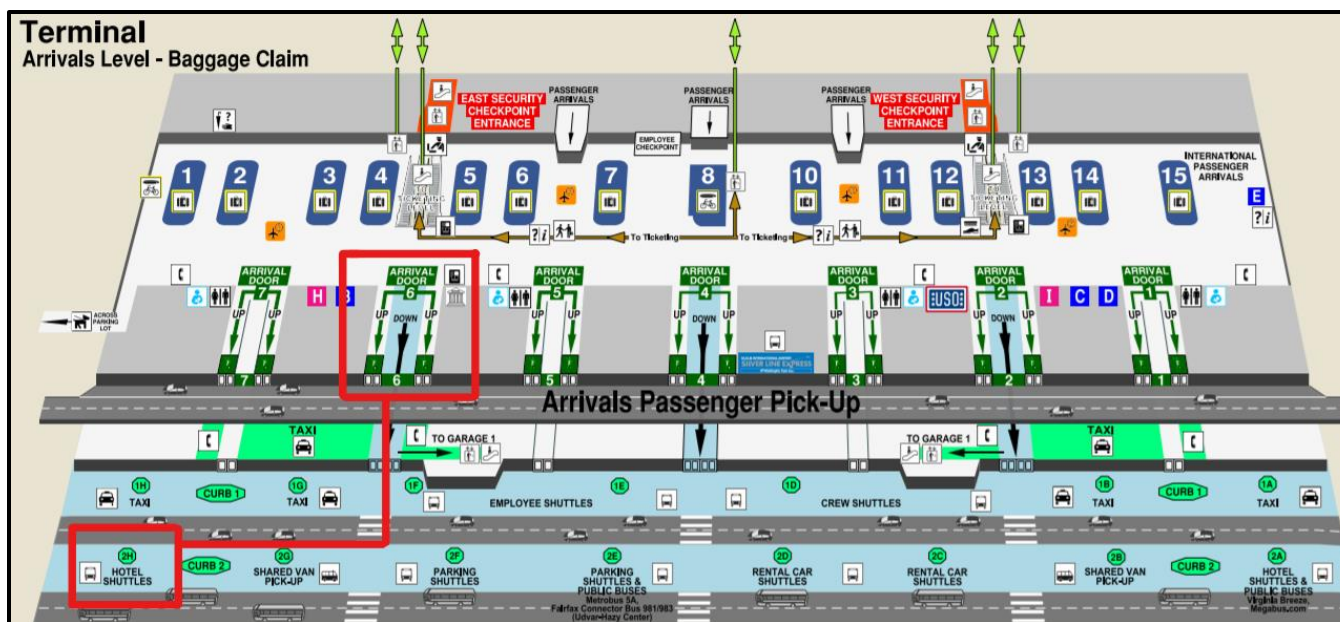 Terminal
Arrivals Level - Baggage Claim
EAST SECURITY
CHECKPOINT
ENTRANCE
PASSENGER
ARRIVALS
PASSENGER
ARRIVALS
EMPLOYEE
CHECKPOINT
PASSENGER
ARRIVALS
WEST SECURITY
CHECKPOINT
ENTRANCE
INTERNATIONAL
PASSENGER
ARRIVALS
1 2 3 4 5 6 7 8 10 11 12 13 14 15
E
? i
To Ticketing To Ticketing
? i
? i
ARRIVAL
DOOR
7
UP UP
7
H B
ARRIVAL
DOOR
6
UP UP
DOWN
6
ARRIVAL
DOOR
5
UP UP
5
ARRIVAL
DOOR
4
UP UP
DOWN
4
ARRIVAL
DOOR
3
UP UP
3
USO
ARRIVAL
DOOR
2
UP UP
DOWN
2
I C D
ARRIVAL
DOOR
1
UP UP
1
ACROSS
PARKING
LOT
SILVER LINE EXPRESS
Arrivals Passenger Pick-Up
TAXI
TO GARAGE 1
TO GARAGE 1
TAXI
1H
TAXI
CURB 1
1G
TAXI
1F
EMPLOYEE SHUTTLES
1E
1D
CREW SHUTTLES
1B
TAXI
CURB 1
1A
TAXI
2H
HOTEL
SHUTTLES
CURB 2
2G
SHARED VAN
PICK-UP
2F
PARKING
SHUTTLES
2E
PARKING
SHUTTLES &
PUBLIC BUSES
Metrobus 5A,
Fairfax Connector Bus 981/983
(Udvar-Hazy Center)
2D
RENTAL CAR
SHUTTLES
2C
RENTAL CAR
SHUTTLES
2B
SHARED VAN
PICK-UP
CURB 2
2A
HOTEL
SHUTTLES &
PUBLIC BUSES
Virginia Breeze,
Megabus.com